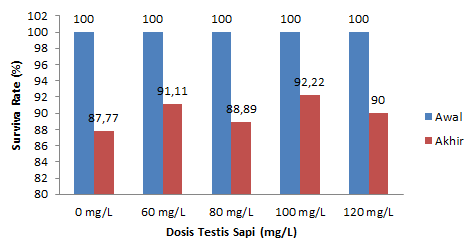 102
100
98
96
94
92
90
88
86
84
82
80
Surviva Rate (%)
100 100 100 100 100
87,77 91,11 88,89 92,22 90
0 mg/L 60 mg/L 80 mg/L 100 mg/L 120 mg/L
Dosis Testis Sapi (mg/L)
Awal
Akhir